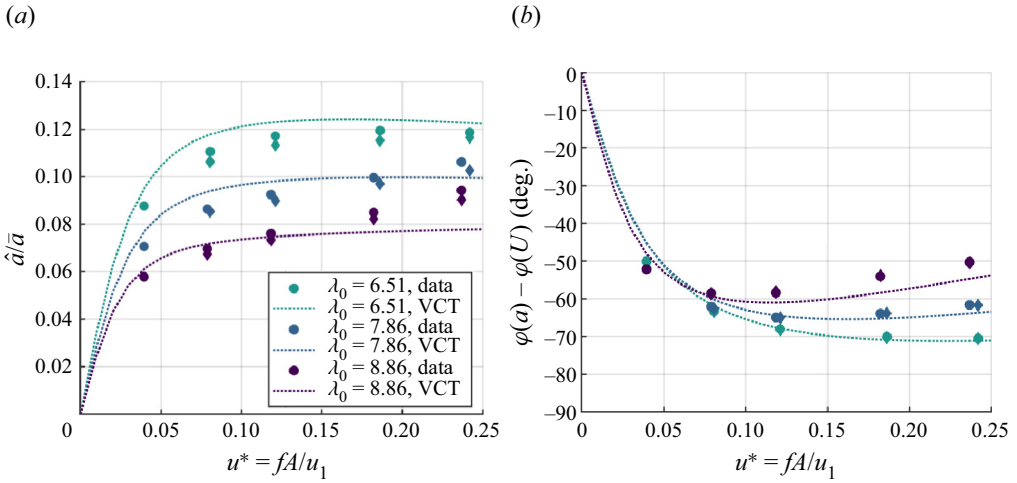 (a)
(b)
0.14
0.12
0.10
0.08
0.06
0.04
0.02
0
0.05
0.10
0.15
0.20
0.25
â/a̅
u* = fA/u₁
λ₀ = 6.51, data
λ₀ = 6.51, VCT
λ₀ = 7.86, data
λ₀ = 7.86, VCT
λ₀ = 8.86, data
λ₀ = 8.86, VCT
0
–10
–20
–30
–40
–50
–60
–70
–80
–90
0
0.05
0.10
0.15
0.20
0.25
φ(a) – φ(U) (deg.)
u* = fA/u₁